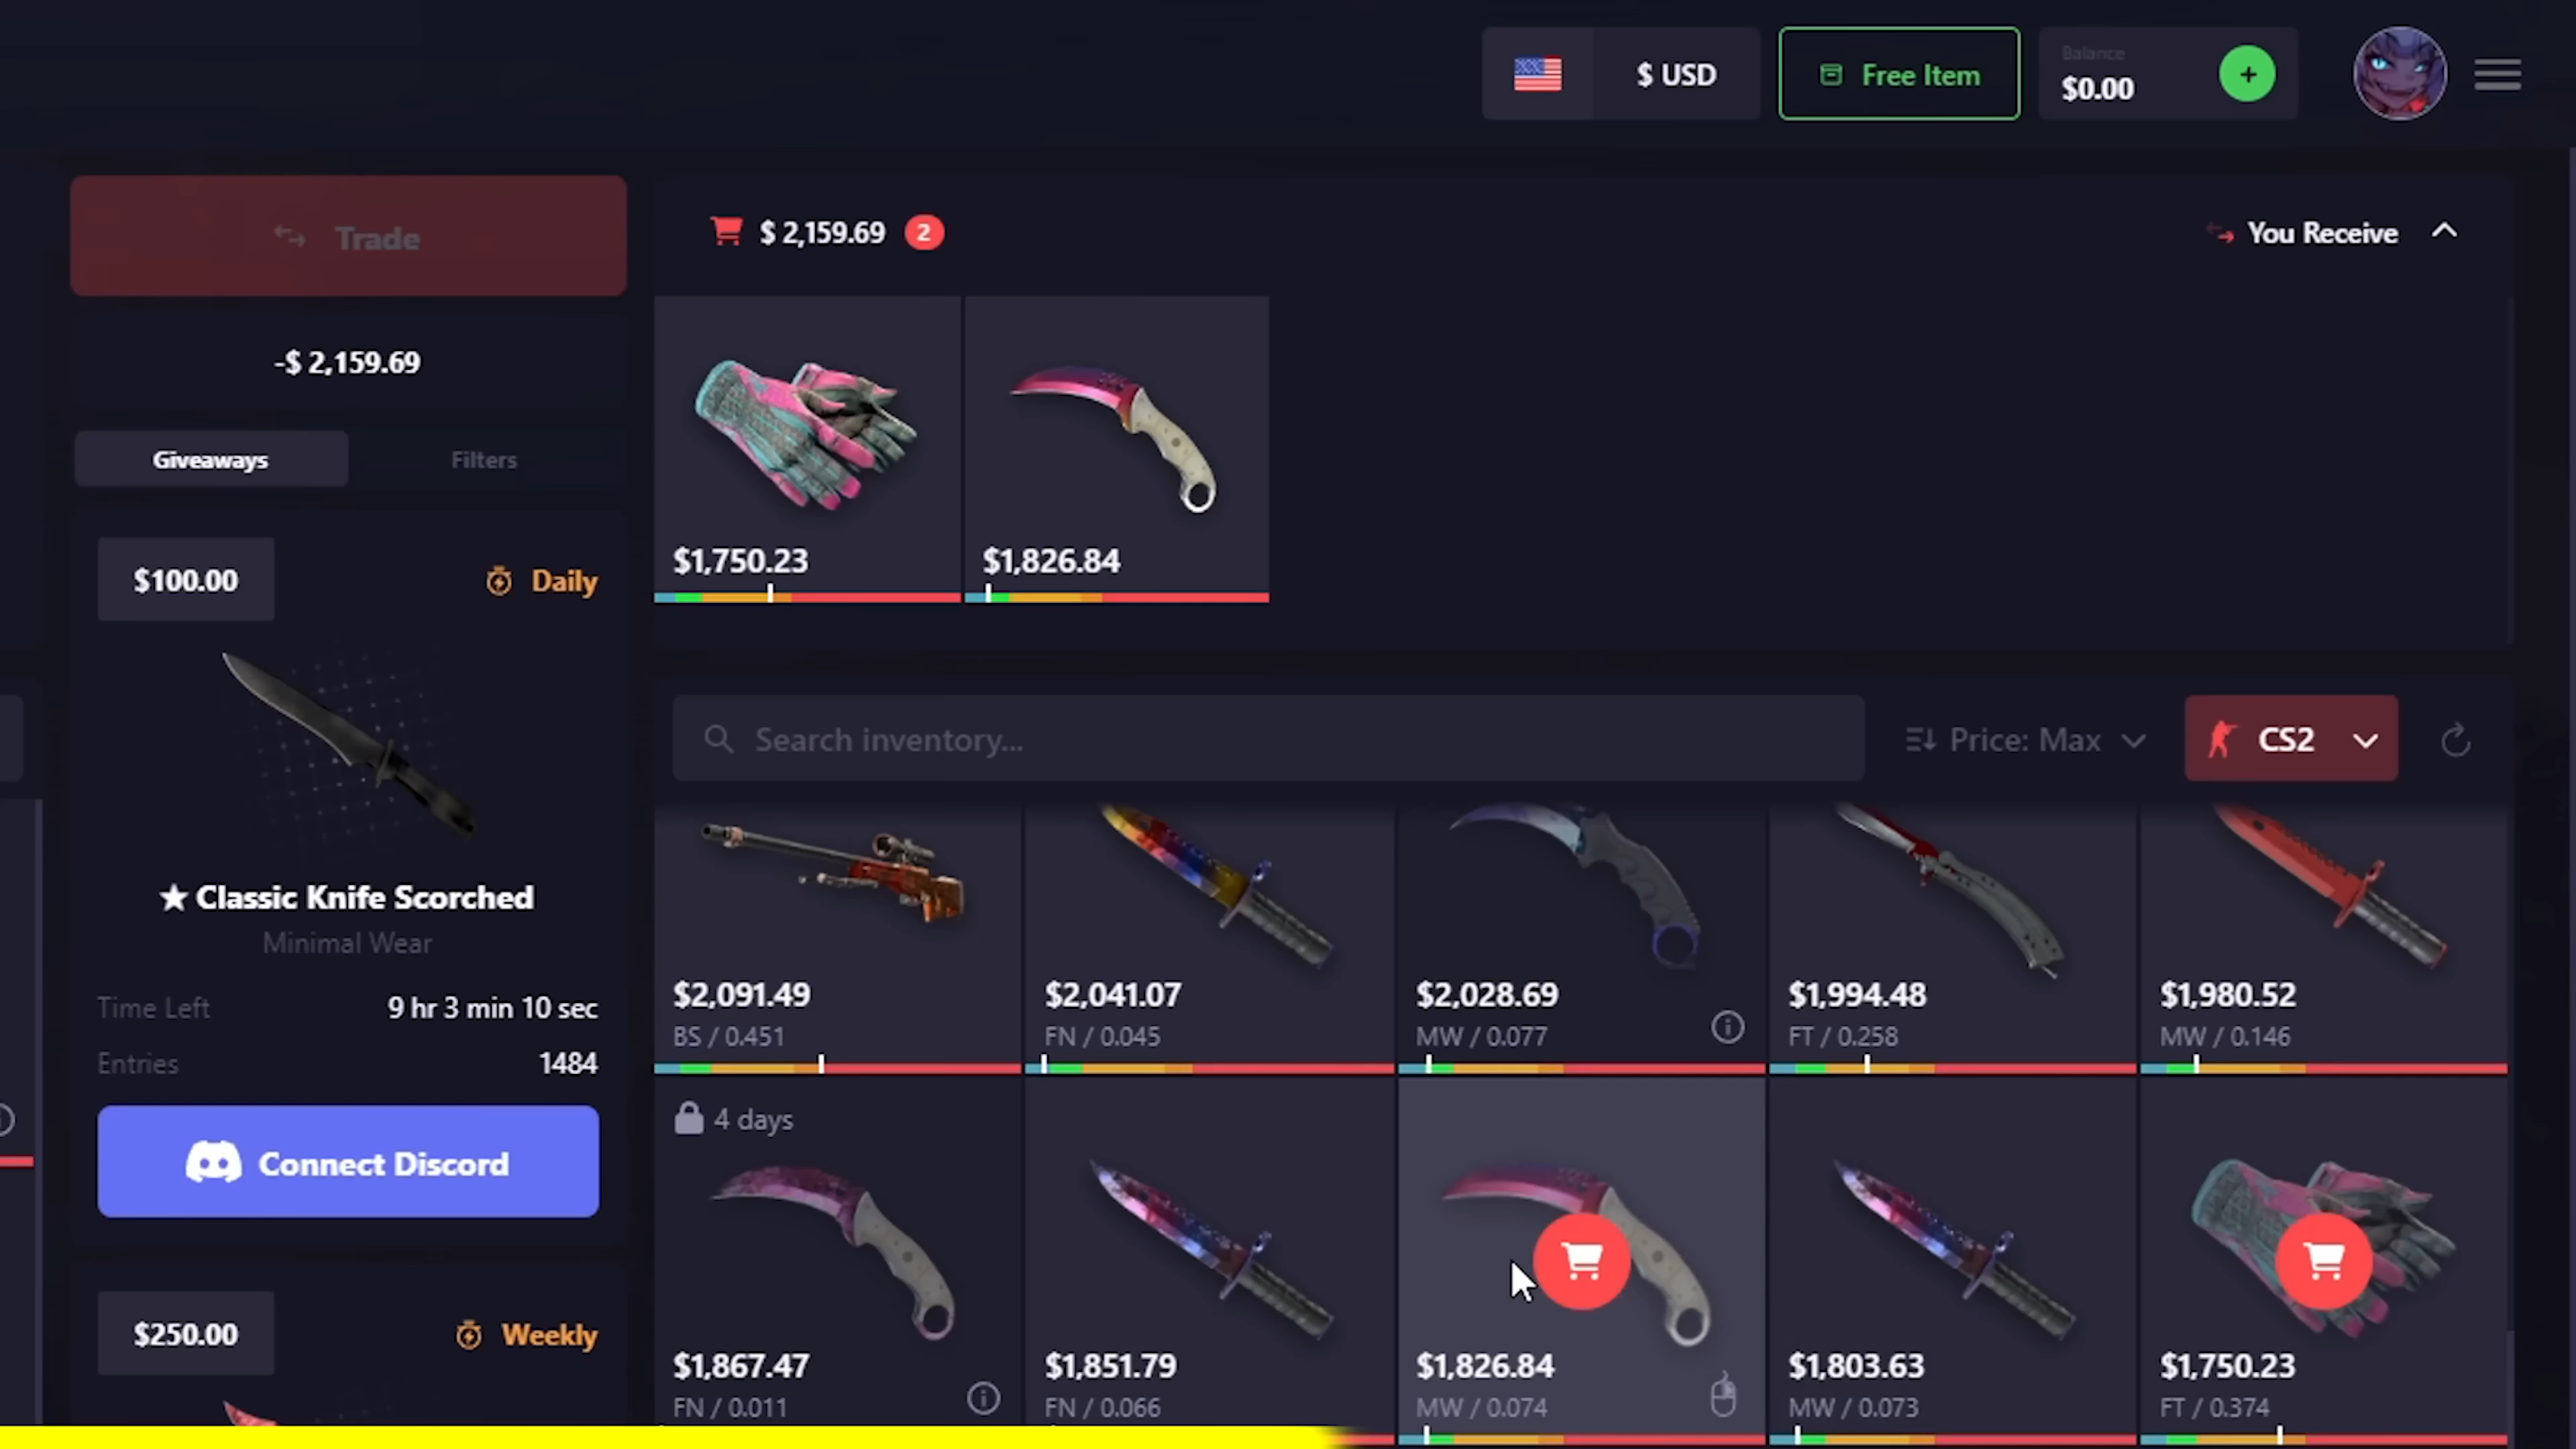 $ USD
Free Item
Balance
$0.00
Trade
$ 2,159.69
2
You Receive
-$ 2,159.69
Giveaways
Filters
$1,750.23
$1,826.84
$100.00
Daily
★ Classic Knife Scorched
Minimal Wear
Time Left
9 hr 3 min 10 sec
Entries
1484
Connect Discord
$250.00
Weekly
Search inventory...
Price: Max
CS2
$2,091.49
BS / 0.451
$2,041.07
FN / 0.045
$2,028.69
MW / 0.077
$1,994.48
FT / 0.258
$1,980.52
MW / 0.146
4 days
$1,867.47
FN / 0.011
$1,851.79
FN / 0.066
$1,826.84
MW / 0.074
$1,803.63
MW / 0.073
$1,750.23
FT / 0.374